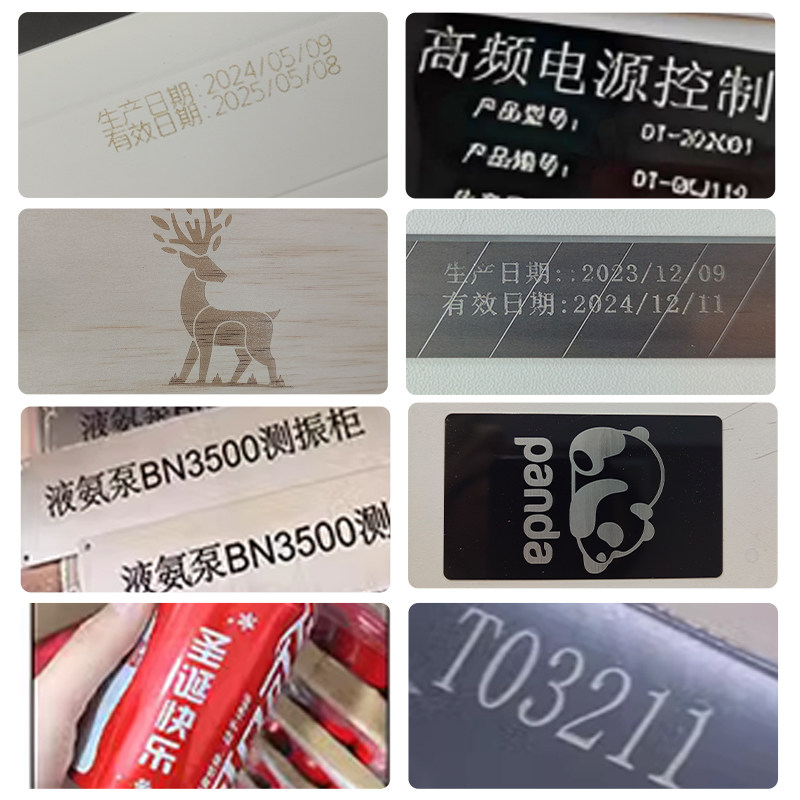 生产日期:2024/05/09
有效日期:2025/05/08
高频电源控制
产品型号:
产品编号:
生产日期::2023/12/09
有效日期:2024/12/11
液氨泵BN3500测振柜
液氨泵BN3500测
panda
圣诞快乐
T03211